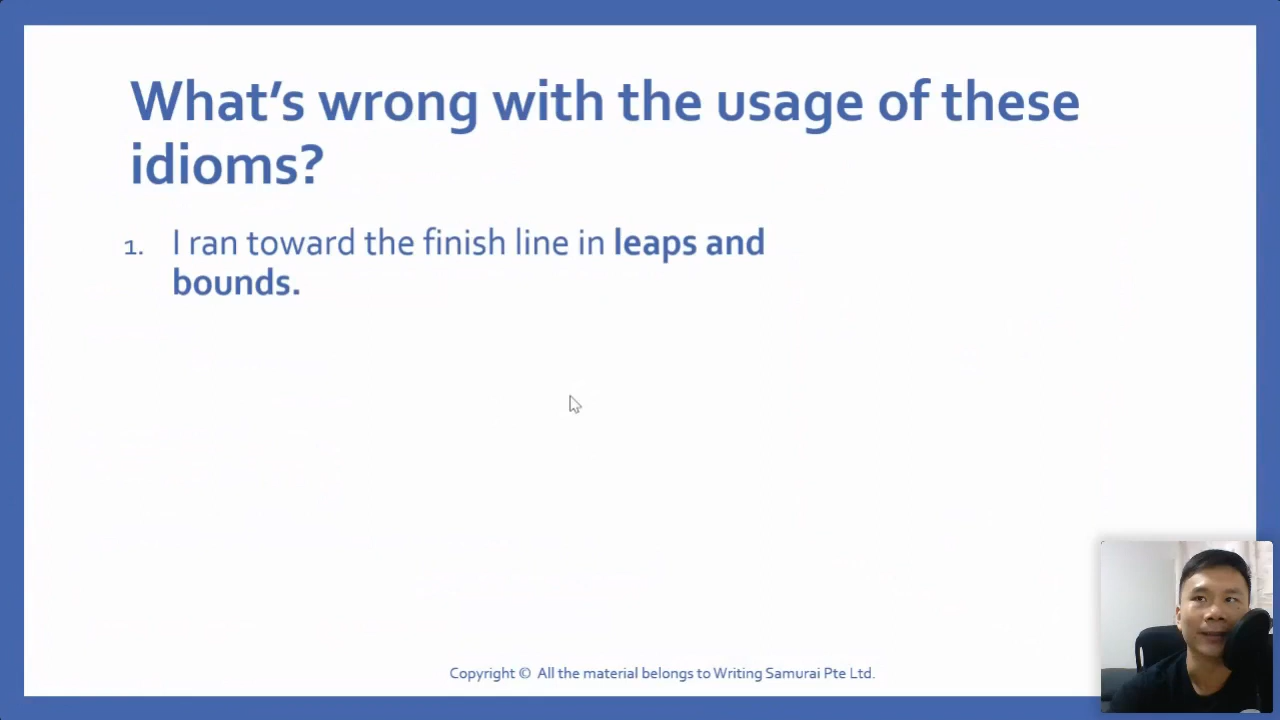 What’s wrong with the usage of these
idioms?
1. I ran toward the finish line in leaps and
bounds.
Copyright © All the material belongs to Writing Samurai Pte Ltd.